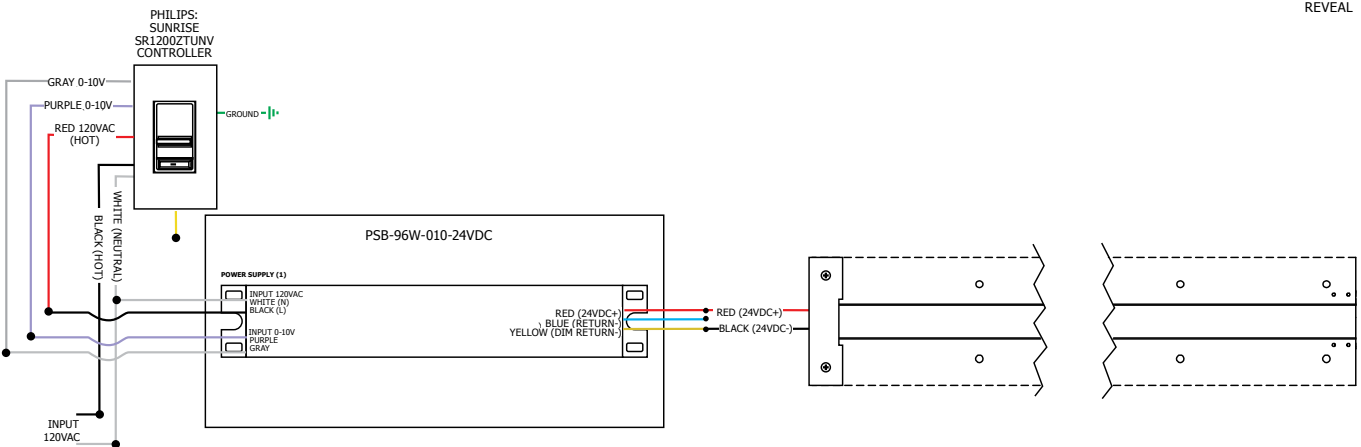 REVEAL
PHILIPS:
SUNRISE
SR1200ZTUNV
CONTROLLER
GRAY 0-10V
PURPLE 0-10V
RED 120VAC
(HOT)
GROUND
WHITE (NEUTRAL)
BLACK (HOT)
PSB-96W-010-24VDC
POWER SUPPLY (1)
INPUT 120VAC
WHITE (N)
BLACK (L)
INPUT 0-10V
PURPLE
GRAY
RED (24VDC+)
BLUE (RETURN-)
YELLOW (DIM RETURN-)
RED (24VDC+)
BLACK (24VDC-)
INPUT
120VAC